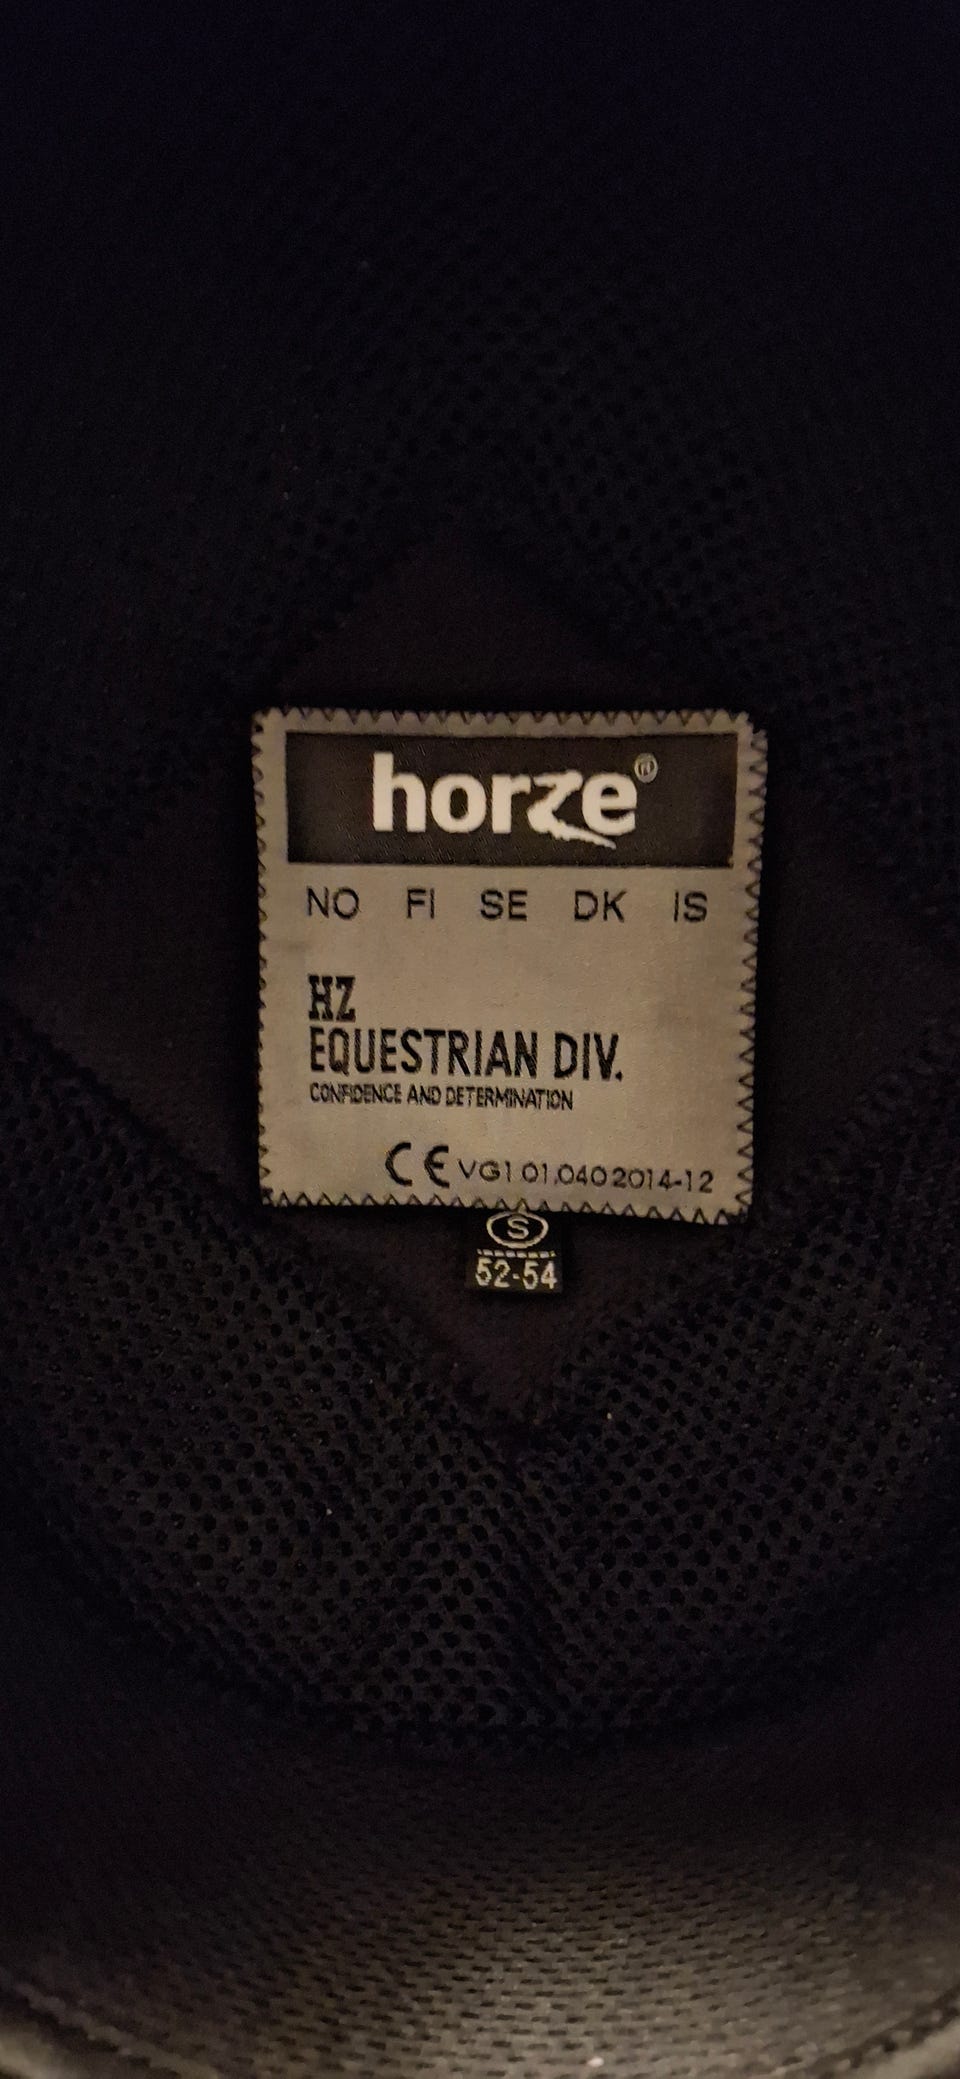 horze®
NO FI SE DK IS
HZ
EQUESTRIAN DIV.
CONFIDENCE AND DETERMINATION
CE VG1 01.040 2014-12
S
52-54